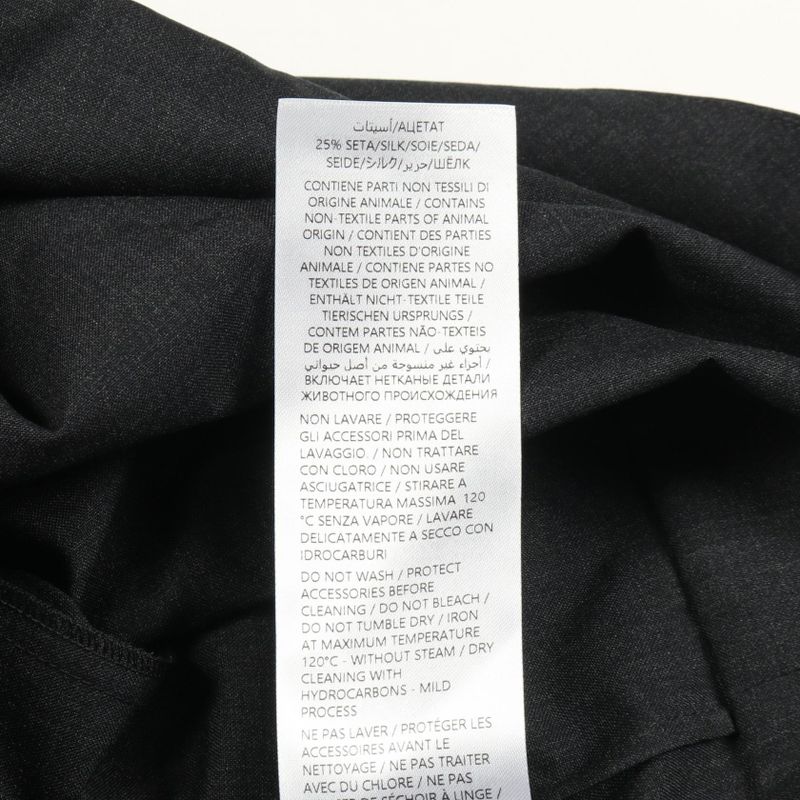 أسيتات/АЦЕТАТ
25% SETA/SILK/SOIE/SEDA/
SEIDE/シルク/حرير/ШЁЛК
CONTIENE PARTI NON TESSILI DI
ORIGINE ANIMALE / CONTAINS
NON-TEXTILE PARTS OF ANIMAL
ORIGIN / CONTIENT DES PARTIES
NON TEXTILES D'ORIGINE
ANIMALE / CONTIENE PARTES NO
TEXTILES DE ORIGEN ANIMAL /
ENTHÄLT NICHT-TEXTILE TEILE
TIERISCHEN URSPRUNGS /
CONTEM PARTES NÃO-TEXTEIS
DE ORIGEM ANIMAL / يحتوي على
أجزاء غير منسوجة من أصل حيواني /
ВКЛЮЧАЕТ НЕТКАНЫЕ ДЕТАЛИ
ЖИВОТНОГО ПРОИСХОЖДЕНИЯ
NON LAVARE / PROTEGGERE
GLI ACCESSORI PRIMA DEL
LAVAGGIO. / NON TRATTARE
CON CLORO / NON USARE
ASCIUGATRICE / STIRARE A
TEMPERATURA MASSIMA 120
°C SENZA VAPORE / LAVARE
DELICATAMENTE A SECCO CON
IDROCARBURI
DO NOT WASH / PROTECT
ACCESSORIES BEFORE
CLEANING / DO NOT BLEACH /
DO NOT TUMBLE DRY / IRON
AT MAXIMUM TEMPERATURE
120°C - WITHOUT STEAM / DRY
CLEANING WITH
HYDROCARBONS - MILD
PROCESS
NE PAS LAVER / PROTÉGER LES
ACCESSOIRES AVANT LE
NETTOYAGE / NE PAS TRAITER
AVEC DU CHLORE / NE PAS
DE SÉCHOIR À LINGE /